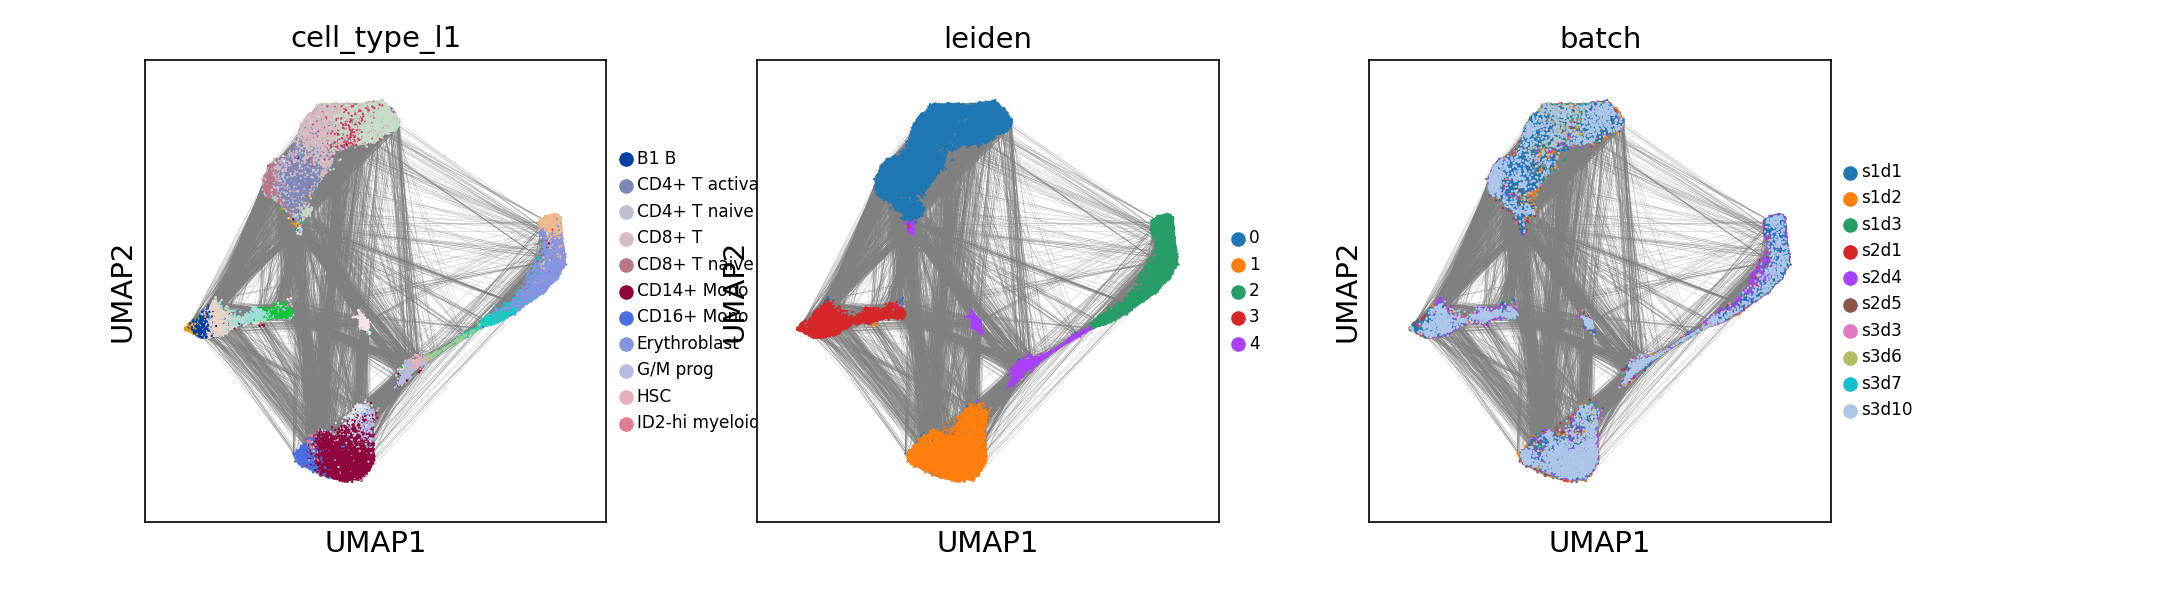 cell_type_l1
UMAP2
UMAP1
B1 B
CD4+ T activa
CD4+ T naive
CD8+ T
CD8+ T naive
CD14+ Mono
CD16+ Mono
Erythroblast
G/M prog
HSC
ID2-hi myeloid
leiden
UMAP2
UMAP1
0
1
2
3
4
batch
UMAP2
UMAP1
s1d1
s1d2
s1d3
s2d1
s2d4
s2d5
s3d3
s3d6
s3d7
s3d10